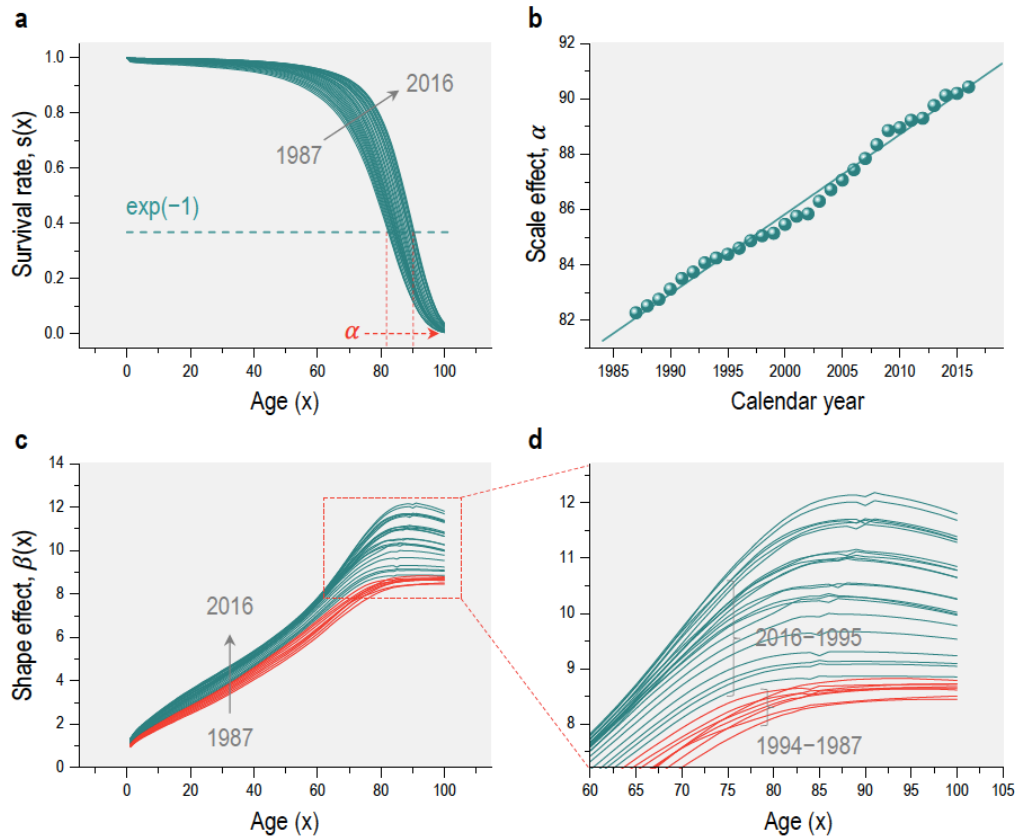 a
Survival rate, s(x)
1.0
0.8
0.6
0.4
0.2
0.0
2016
1987
exp(−1)
α
0 20 40 60 80 100
Age (x)
b
Scale effect, α
92
90
88
86
84
82
1985 1990 1995 2000 2005 2010 2015
Calendar year
c
Shape effect, β(x)
14
12
10
8
6
4
2
0
2016
1987
0 20 40 60 80 100
Age (x)
d
12
11
10
9
8
2016−1995
1994−1987
60 65 70 75 80 85 90 95 100 105
Age (x)